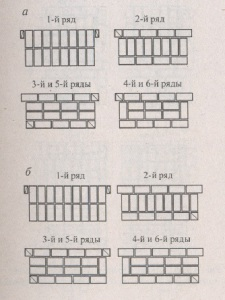 а
1-й ряд 2-й ряд
3-й и 5-й ряды 4-й и 6-й ряды
б
1-й ряд 2-й ряд
3-й и 5-й ряды 4-й и 6-й ряды